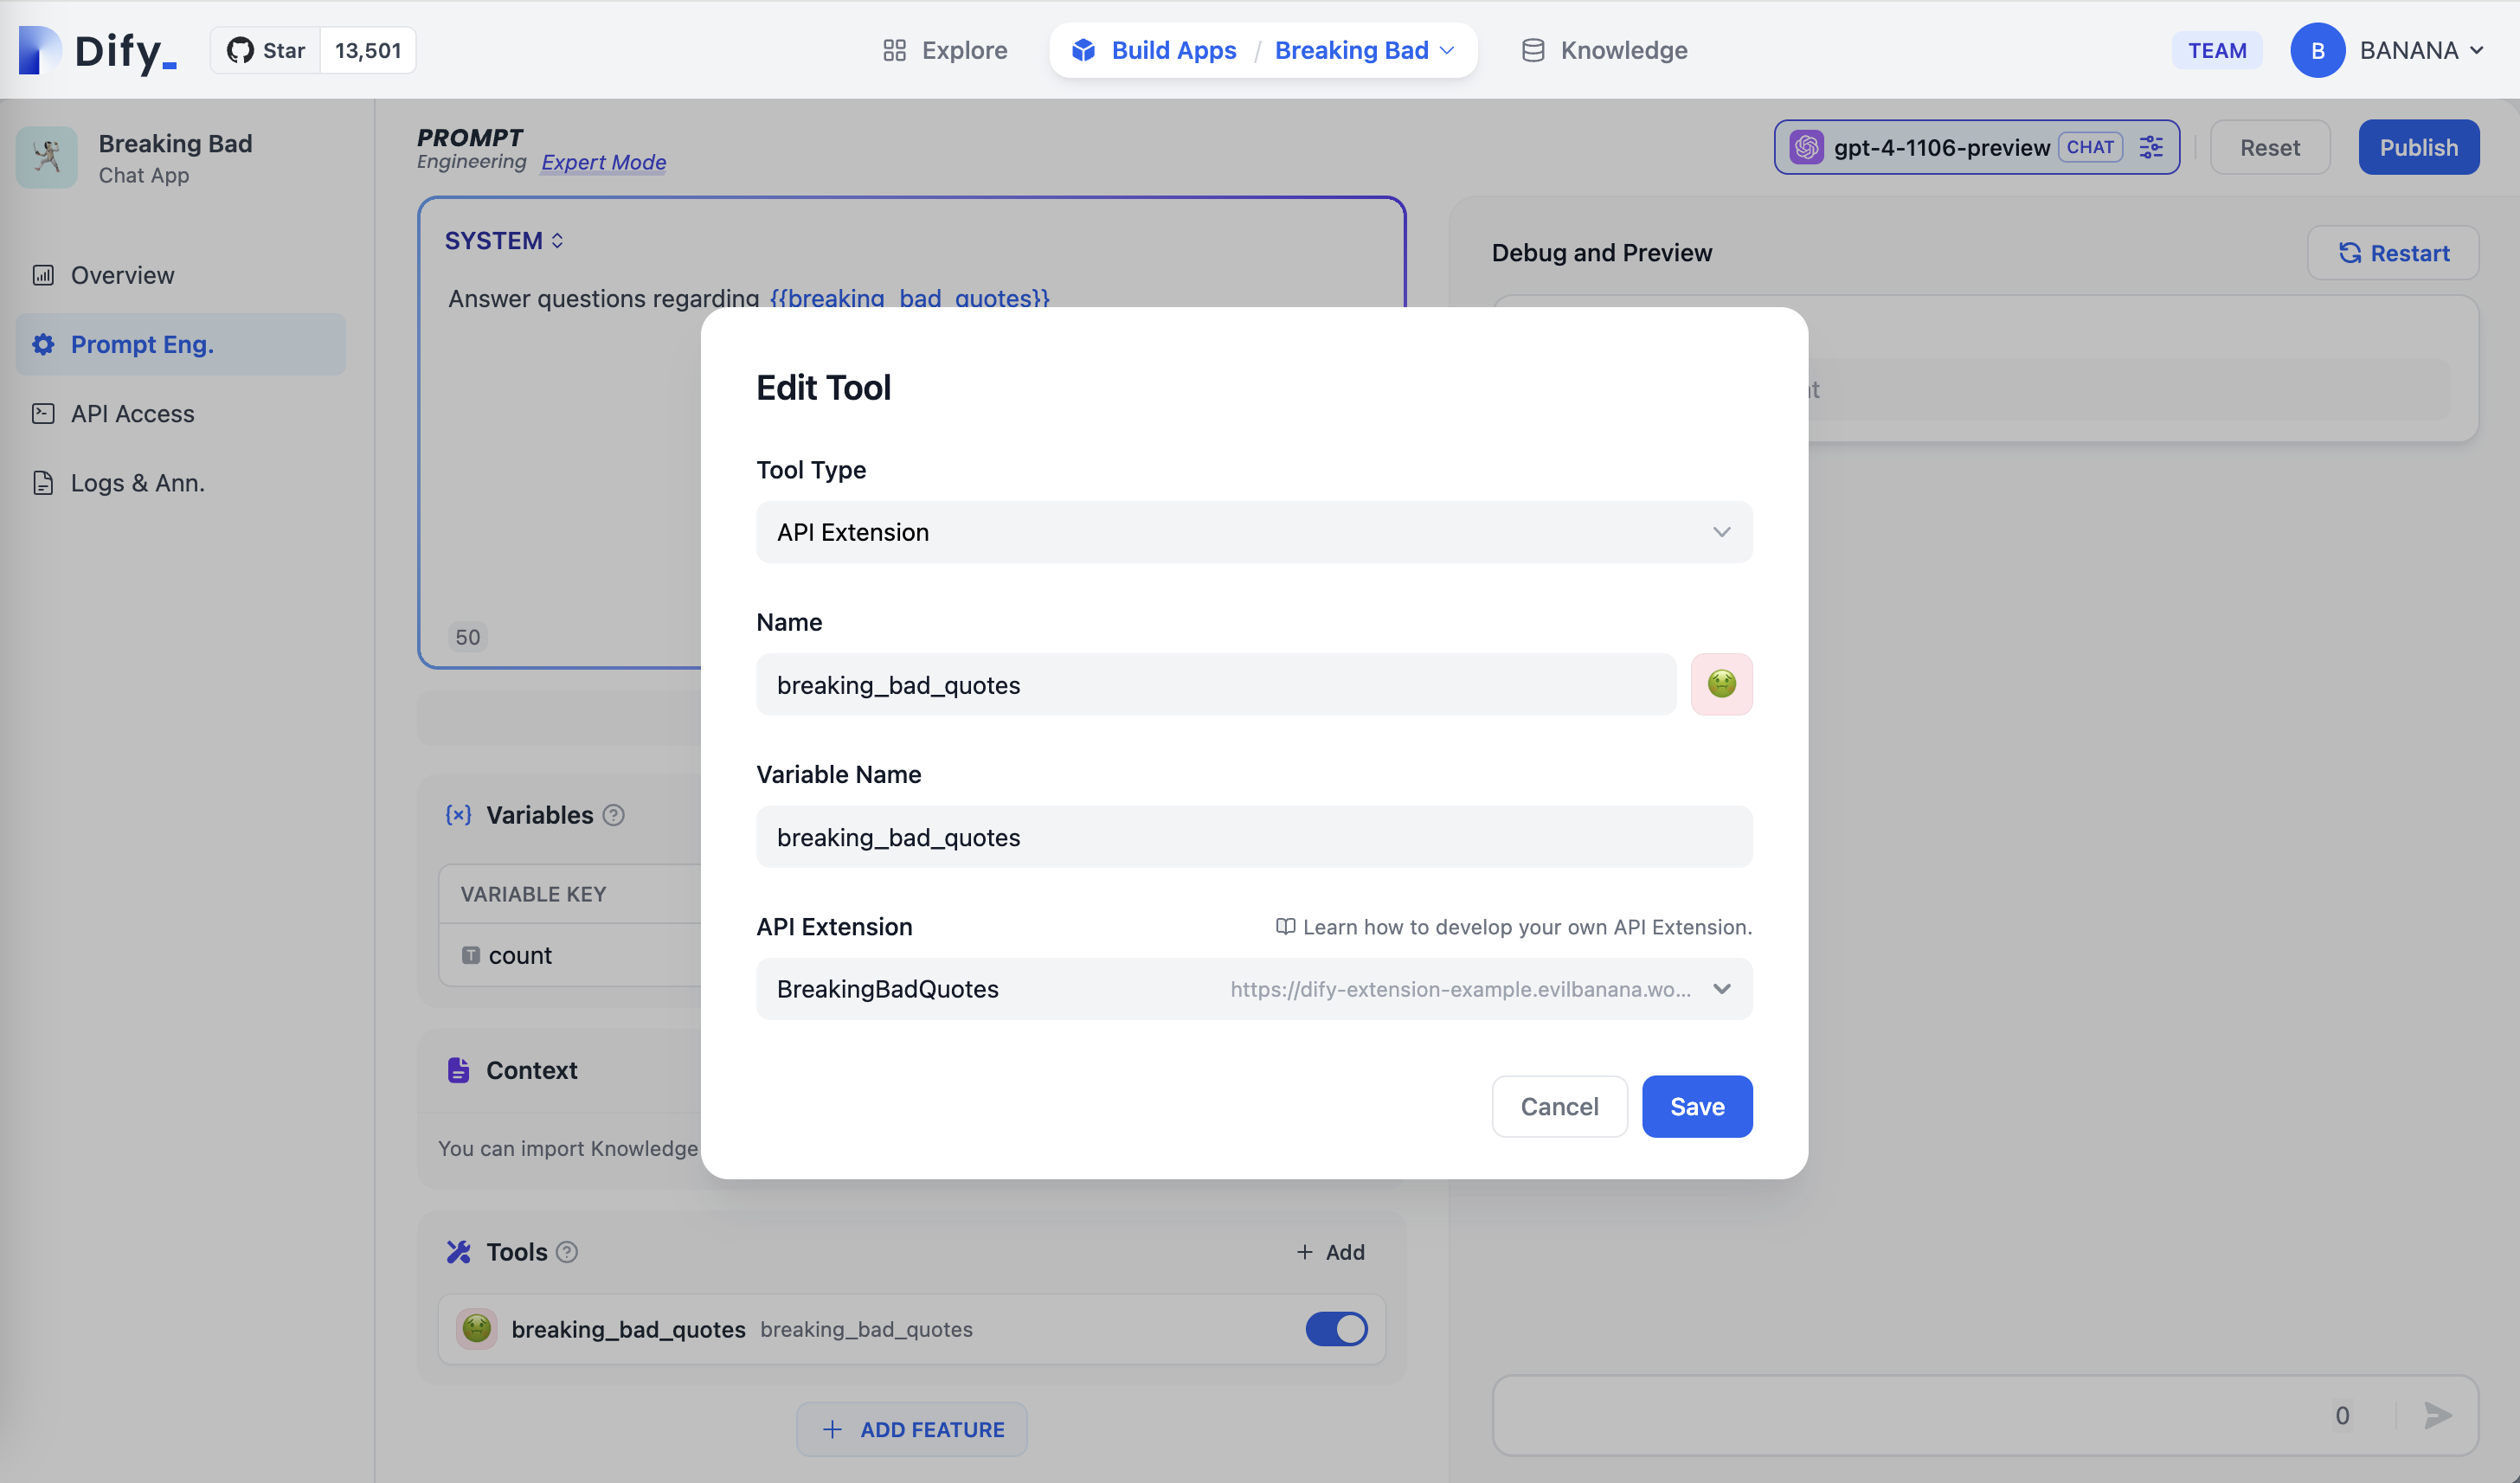 Dify_
Star 13,501
Explore
Build Apps / Breaking Bad
Knowledge
TEAM
B BANANA
Breaking Bad
Chat App
Overview
Prompt Eng.
API Access
Logs & Ann.
PROMPT
Engineering Expert Mode
gpt-4-1106-preview CHAT
Reset
Publish
SYSTEM
Answer questions regarding {{breaking_bad_quotes}}
50
Debug and Preview
Restart
Edit Tool
Tool Type
API Extension
Name
breaking_bad_quotes
Variable Name
breaking_bad_quotes
API Extension
Learn how to develop your own API Extension.
BreakingBadQuotes
https://dify-extension-example.evilbanana.wo...
Cancel
Save
{x} Variables
VARIABLE KEY
T count
Context
You can import Knowledge
Tools
+ Add
breaking_bad_quotes breaking_bad_quotes
+ ADD FEATURE
0